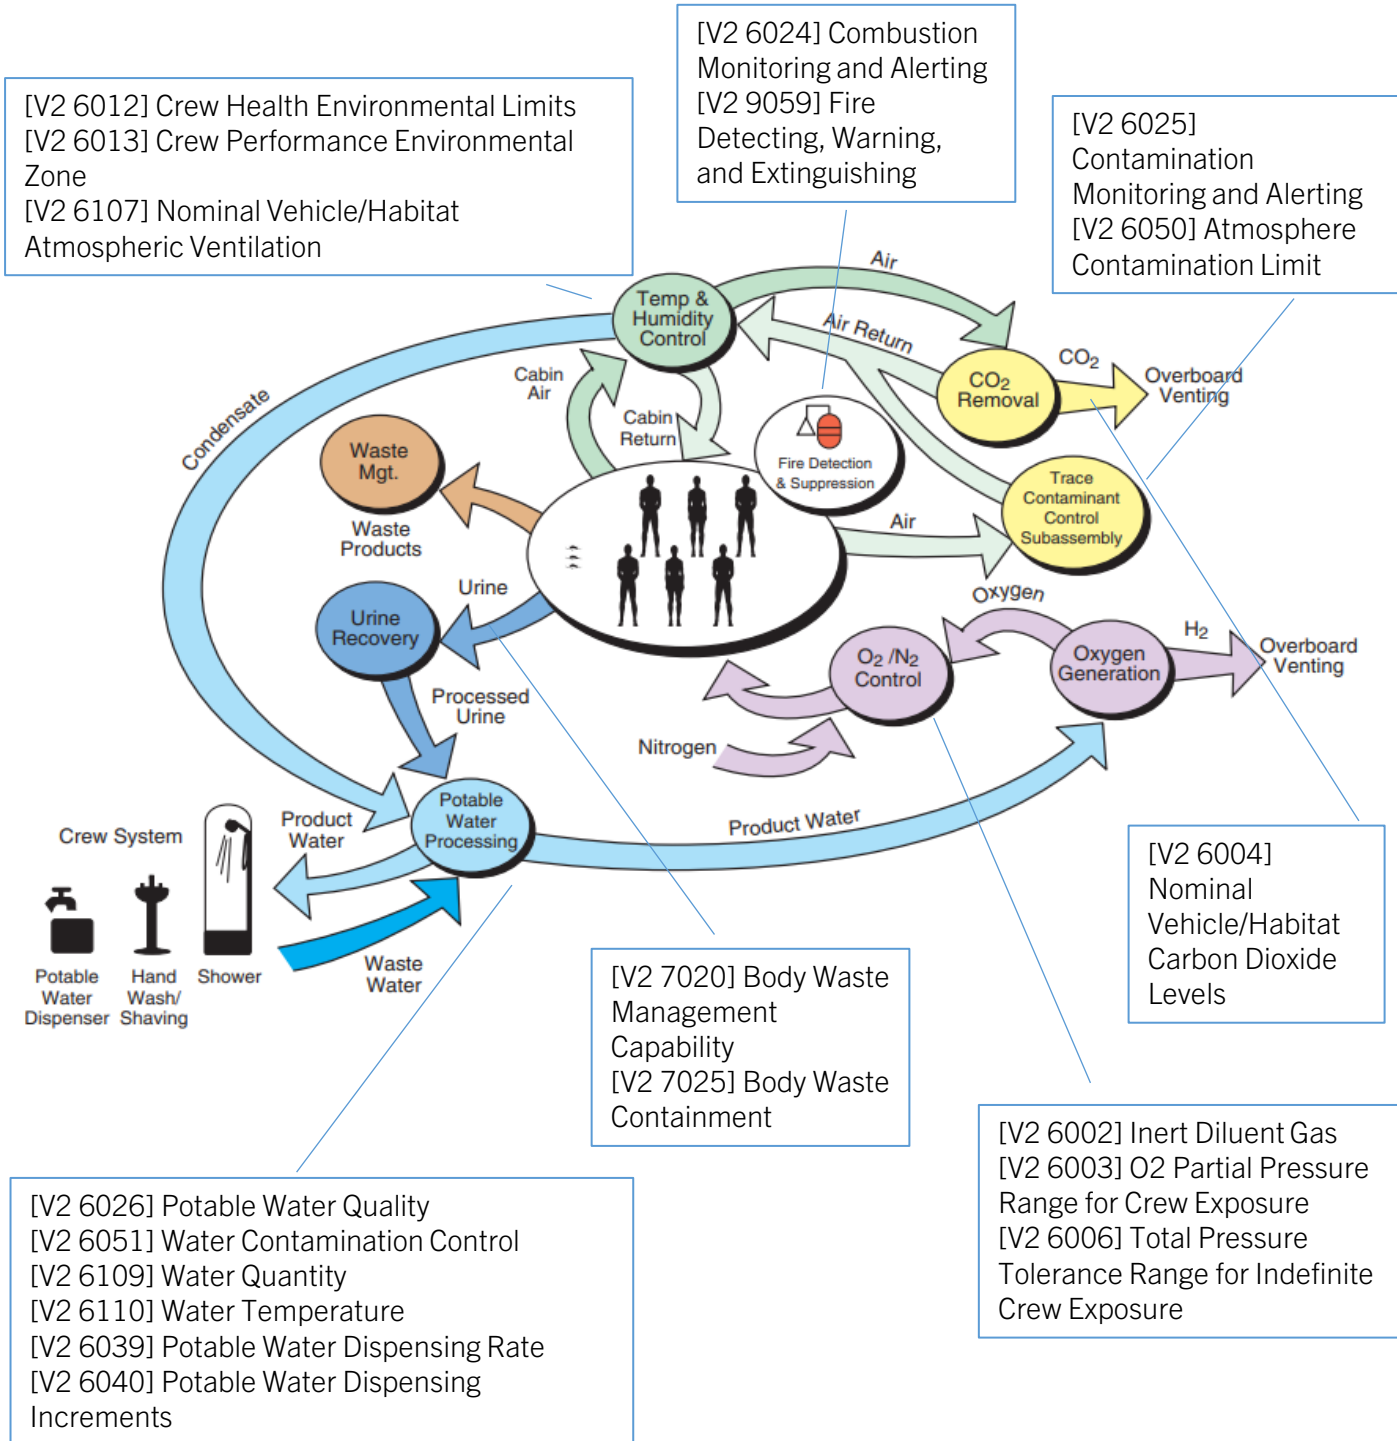 [V2 6024] Combustion
Monitoring and Alerting
[V2 9059] Fire
Detecting, Warning,
and Extinguishing
[V2 6012] Crew Health Environmental Limits
[V2 6013] Crew Performance Environmental
Zone
[V2 6107] Nominal Vehicle/Habitat
Atmospheric Ventilation
[V2 6025]
Contamination
Monitoring and Alerting
[V2 6050] Atmosphere
Contamination Limit
Air
Temp &
Humidity
Control
Air Return
CO2
Overboard
Venting
CO2
Removal
Cabin
Air
Cabin
Return
Condensate
Waste
Mgt.
Waste
Products
Fire Detection
& Suppression
Trace
Contaminant
Control
Subassembly
Air
Urine
Urine
Recovery
Processed
Urine
Oxygen
O2 /N2
Control
Oxygen
Generation
H2
Overboard
Venting
Nitrogen
Potable
Water
Processing
Product Water
Product
Water
Crew System
Waste
Water
Potable
Water
Dispenser
Hand
Wash/
Shaving
Shower
[V2 6004]
Nominal
Vehicle/Habitat
Carbon Dioxide
Levels
[V2 7020] Body Waste
Management
Capability
[V2 7025] Body Waste
Containment
[V2 6002] Inert Diluent Gas
[V2 6003] O2 Partial Pressure
Range for Crew Exposure
[V2 6006] Total Pressure
Tolerance Range for Indefinite
Crew Exposure
[V2 6026] Potable Water Quality
[V2 6051] Water Contamination Control
[V2 6109] Water Quantity
[V2 6110] Water Temperature
[V2 6039] Potable Water Dispensing Rate
[V2 6040] Potable Water Dispensing
Increments